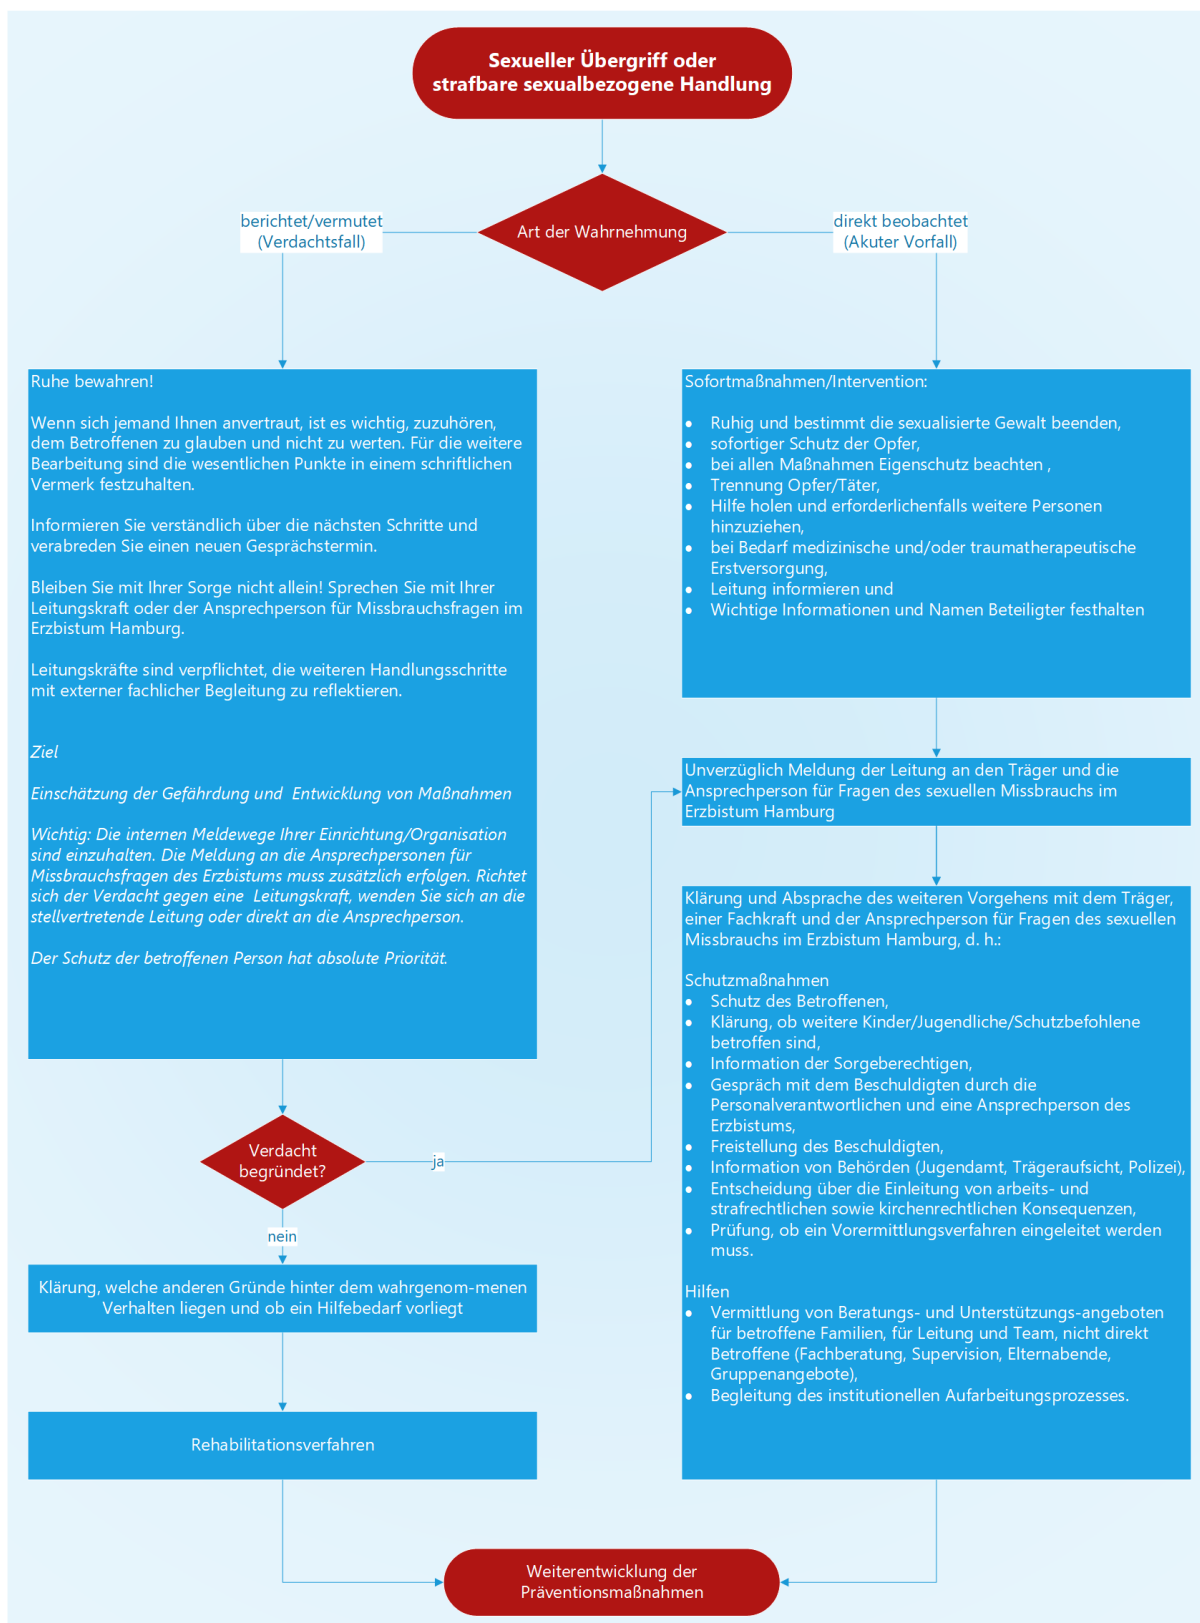 Sexueller Übergriff oder
strafbare sexualbezogene Handlung
Art der Wahrnehmung
berichtet/vermutet
(Verdachtsfall)
direkt beobachtet
(Akuter Vorfall)
Ruhe bewahren!
Wenn sich jemand Ihnen anvertraut, ist es wichtig, zuzuhören,
dem Betroffenen zu glauben und nicht zu werten. Für die weitere
Bearbeitung sind die wesentlichen Punkte in einem schriftlichen
Vermerk festzuhalten.
Informieren Sie verständlich über die nächsten Schritte und
verabreden Sie einen neuen Gesprächstermin.
Bleiben Sie mit Ihrer Sorge nicht allein! Sprechen Sie mit Ihrer
Leitungskraft oder der Ansprechperson für Missbrauchsfragen im
Erzbistum Hamburg.
Leitungskräfte sind verpflichtet, die weiteren Handlungsschritte
mit externer fachlicher Begleitung zu reflektieren.
Ziel
Einschätzung der Gefährdung und  Entwicklung von Maßnahmen
Wichtig: Die internen Meldewege Ihrer Einrichtung/Organisation
sind einzuhalten. Die Meldung an die Ansprechpersonen für
Missbrauchsfragen des Erzbistums muss zusätzlich erfolgen. Richtet
sich der Verdacht gegen eine  Leitungskraft, wenden Sie sich an die
stellvertretende Leitung oder direkt an die Ansprechperson.
Der Schutz der betroffenen Person hat absolute Priorität.
Verdacht
begründet?
ja
nein
Klärung, welche anderen Gründe hinter dem wahrgenom-menen
Verhalten liegen und ob ein Hilfebedarf vorliegt
Rehabilitationsverfahren
Sofortmaßnahmen/Intervention:
• Ruhig und bestimmt die sexualisierte Gewalt beenden,
• sofortiger Schutz der Opfer,
• bei allen Maßnahmen Eigenschutz beachten ,
• Trennung Opfer/Täter,
• Hilfe holen und erforderlichenfalls weitere Personen
hinzuziehen,
• bei Bedarf medizinische und/oder traumatherapeutische
Erstversorgung,
• Leitung informieren und
• Wichtige Informationen und Namen Beteiligter festhalten
Unverzüglich Meldung der Leitung an den Träger und die
Ansprechperson für Fragen des sexuellen Missbrauchs im
Erzbistum Hamburg
Klärung und Absprache des weiteren Vorgehens mit dem Träger,
einer Fachkraft und der Ansprechperson für Fragen des sexuellen
Missbrauchs im Erzbistum Hamburg, d. h.:
Schutzmaßnahmen
• Schutz des Betroffenen,
• Klärung, ob weitere Kinder/Jugendliche/Schutzbefohlene
betroffen sind,
• Information der Sorgeberechtigen,
• Gespräch mit dem Beschuldigten durch die
Personalverantwortlichen und eine Ansprechperson des
Erzbistums,
• Freistellung des Beschuldigten,
• Information von Behörden (Jugendamt, Trägeraufsicht, Polizei),
• Entscheidung über die Einleitung von arbeits- und
strafrechtlichen sowie kirchenrechtlichen Konsequenzen,
• Prüfung, ob ein Vorermittlungsverfahren eingeleitet werden
muss.
Hilfen
• Vermittlung von Beratungs- und Unterstützungs-angeboten
für betroffene Familien, für Leitung und Team, nicht direkt
Betroffene (Fachberatung, Supervision, Elternabende,
Gruppenangebote),
• Begleitung des institutionellen Aufarbeitungsprozesses.
Weiterentwicklung der
Präventionsmaßnahmen